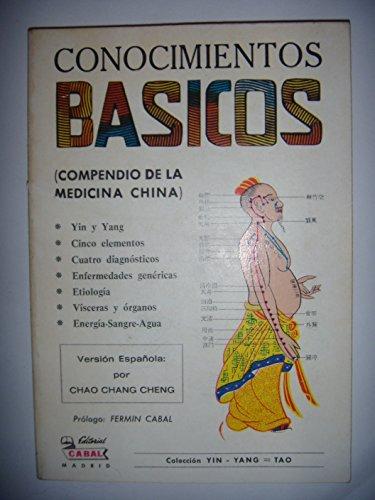 CONOCIMIENTOS
BASICOS
(COMPENDIO DE LA
MEDICINA CHINA)
* Yin y Yang
* Cinco elementos
* Cuatro diagnósticos
* Enfermedades genéricas
* Etiología
* Vísceras y órganos
* Energía-Sangre-Agua
Versión Española:
por
CHAO CHANG CHENG
Prólogo: FERMIN CABAL
Editorial
CABAL
MADRID
Colección YIN - YANG = TAO